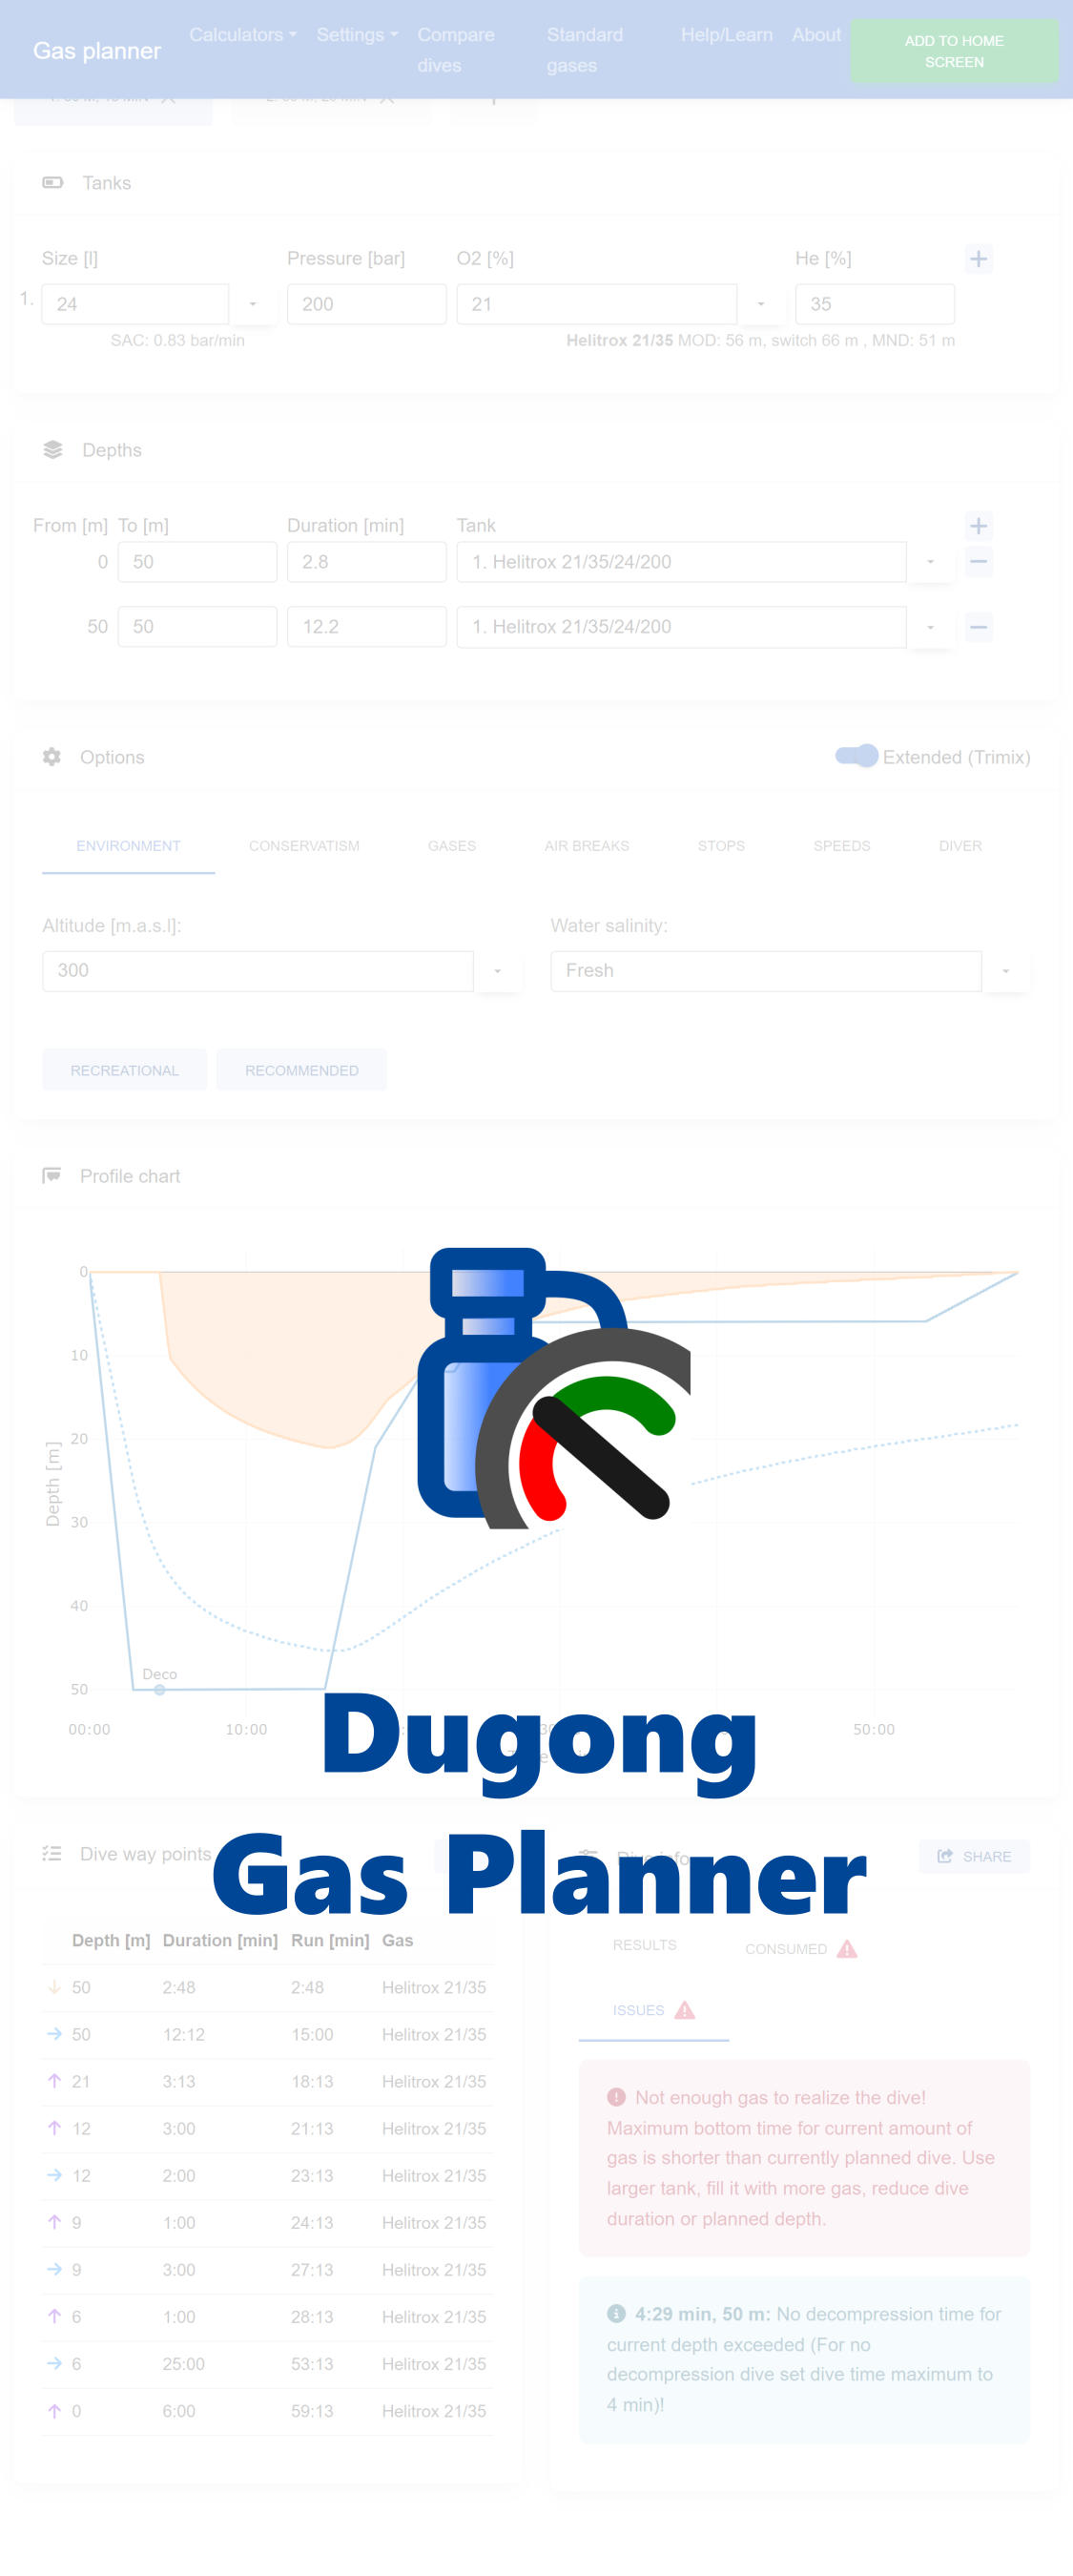 Gas planner
Calculators
Settings
Compare dives
Standard gases
Help/Learn
About
ADD TO HOME SCREEN
Tanks
Size [l] Pressure [bar] O2 [%] He [%]
1. 24 200 21 35
SAC: 0.83 bar/min
Helitrox 21/35 MOD: 56 m, switch 66 m , MND: 51 m
Depths
From [m] To [m] Duration [min] Tank
0 50 2.8 1. Helitrox 21/35/24/200
50 50 12.2 1. Helitrox 21/35/24/200
Options
Extended (Trimix)
ENVIRONMENT CONSERVATISM GASES AIR BREAKS STOPS SPEEDS DIVER
Altitude [m.a.s.l]: Water salinity:
300 Fresh
RECREATIONAL RECOMMENDED
Profile chart
0
10
20
30
40
50
Depth [m]
Deco
00:00 10:00 50:00
Dugong
Gas Planner
Dive way points
SHARE
Depth [m] Duration [min] Run [min] Gas
50 2:48 2:48 Helitrox 21/35
50 12:12 15:00 Helitrox 21/35
21 3:13 18:13 Helitrox 21/35
12 3:00 21:13 Helitrox 21/35
12 2:00 23:13 Helitrox 21/35
9 1:00 24:13 Helitrox 21/35
9 3:00 27:13 Helitrox 21/35
6 1:00 28:13 Helitrox 21/35
6 25:00 53:13 Helitrox 21/35
0 6:00 59:13 Helitrox 21/35
RESULTS CONSUMED
ISSUES
Not enough gas to realize the dive!
Maximum bottom time for current amount of
gas is shorter than currently planned dive. Use
larger tank, fill it with more gas, reduce dive
duration or planned depth.
4:29 min, 50 m: No decompression time for
current depth exceeded (For no
decompression dive set dive time maximum to
4 min)!